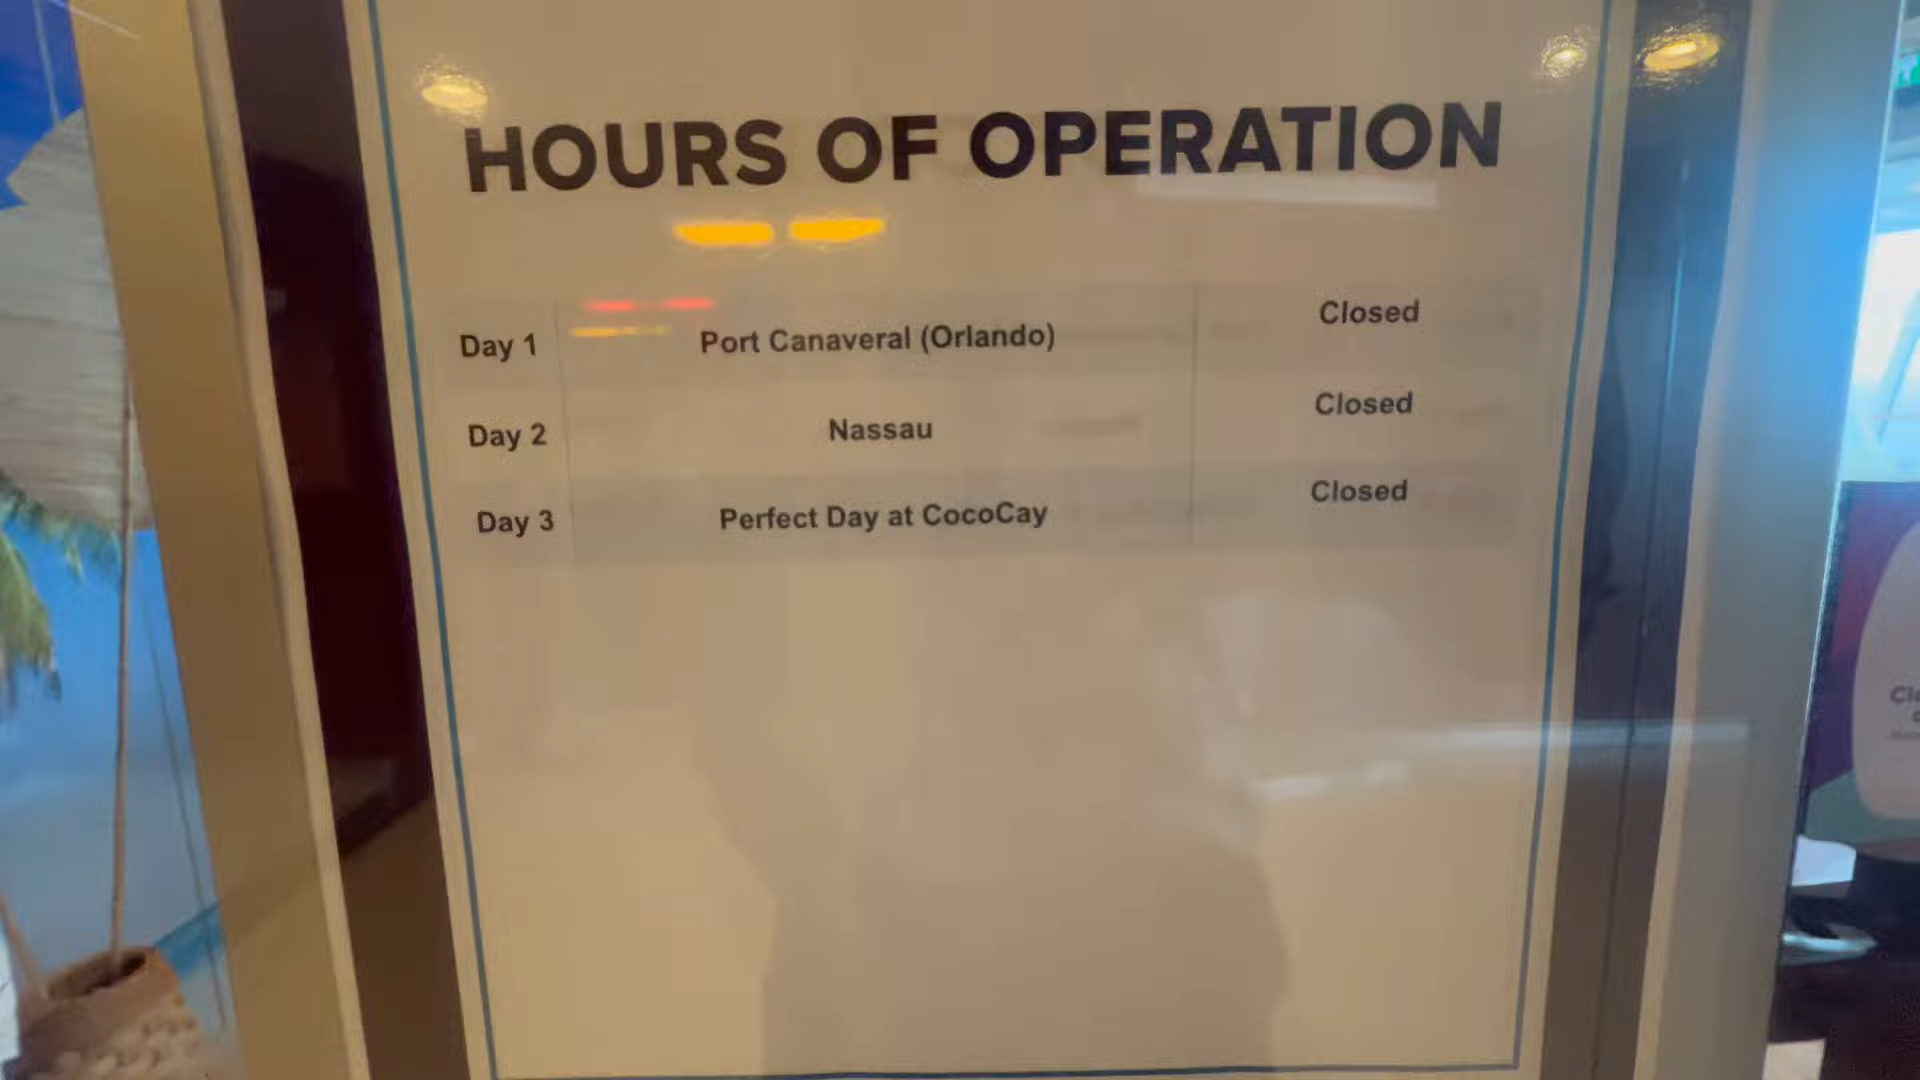 HOURS OF OPERATION
Day 1 Port Canaveral (Orlando) Closed
Day 2 Nassau Closed
Day 3 Perfect Day at CocoCay Closed